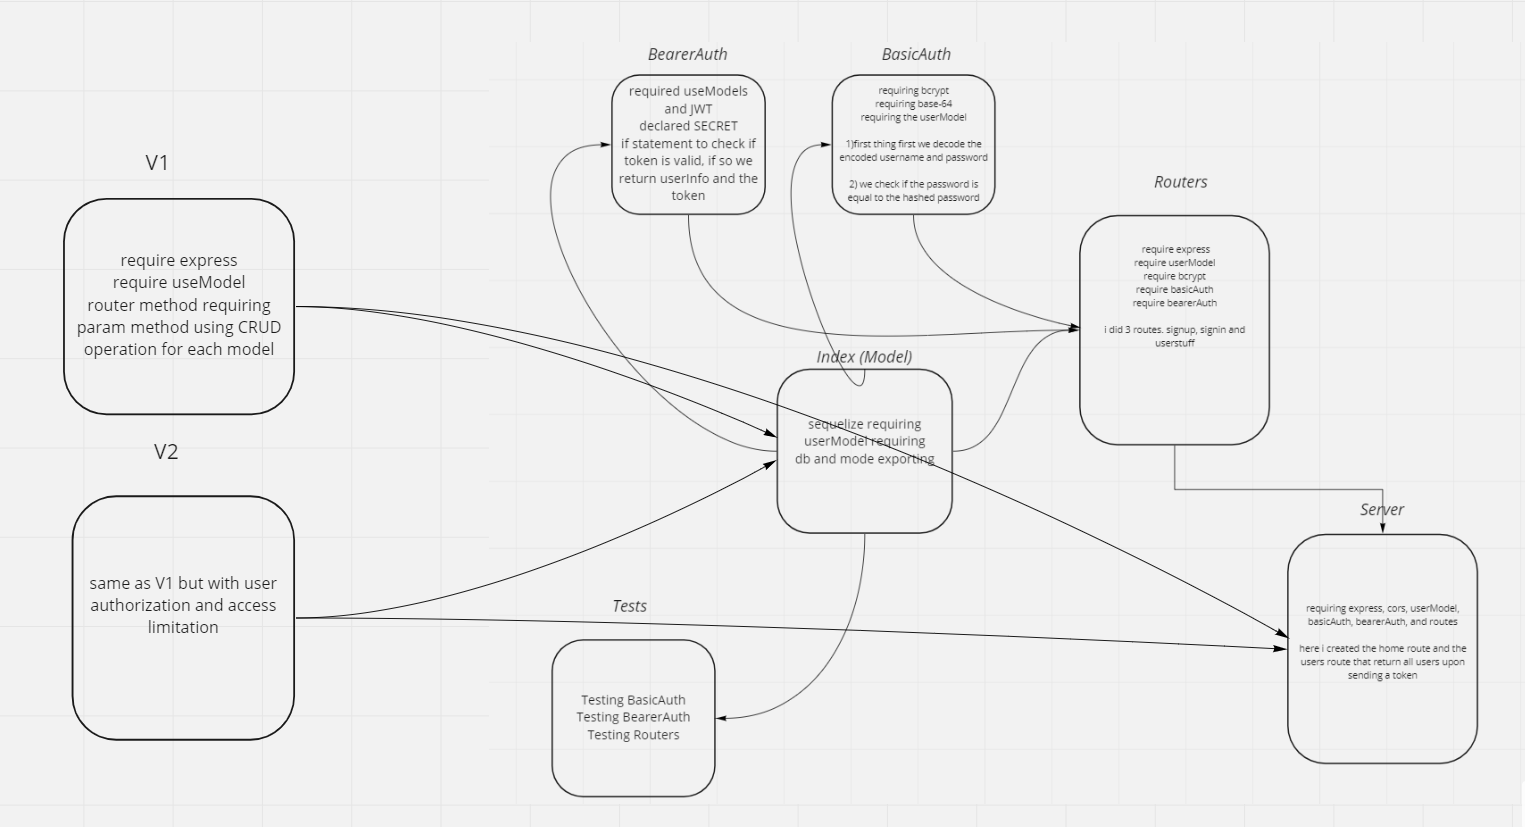 V1
require express
require useModel
router method requiring
param method using CRUD
operation for each model
V2
same as V1 but with user
authorization and access
limitation
BearerAuth
required useModels
and JWT
declared SECRET
if statement to check if
token is valid, if so we
return userInfo and the
token
BasicAuth
requiring bcrypt
requiring base-64
requiring the userModel
1)first thing first we decode the
encoded username and password
2) we check if the password is
equal to the hashed password
Routers
require express
require userModel
require bcrypt
require basicAuth
require bearerAuth
i did 3 routes. signup, signin and
userstuff
Index (Model)
sequelize requiring
userModel requiring
db and mode exporting
Tests
Testing BasicAuth
Testing BearerAuth
Testing Routers
Server
requiring express, cors, userModel,
basicAuth, bearerAuth, and routes
here i created the home route and the
users route that return all users upon
sending a token